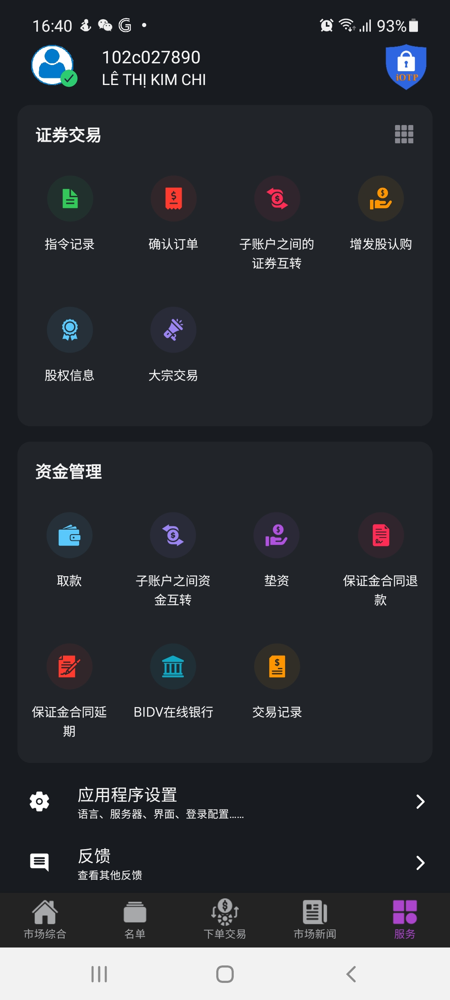 16:40 93%
102c027890
LÊ THỊ KIM CHI
iOTP
证券交易
指令记录 确认订单 子账户之间的 增发股认购
证券互转
股权信息 大宗交易
资金管理
取款 子账户之间资 垫资 保证金合同退
金互转 款
保证金合同延 BIDV在线银行 交易记录
期
应用程序设置
语言、服务器、界面、登录配置......
反馈
查看其他反馈
市场综合 名单 下单交易 市场新闻 服务